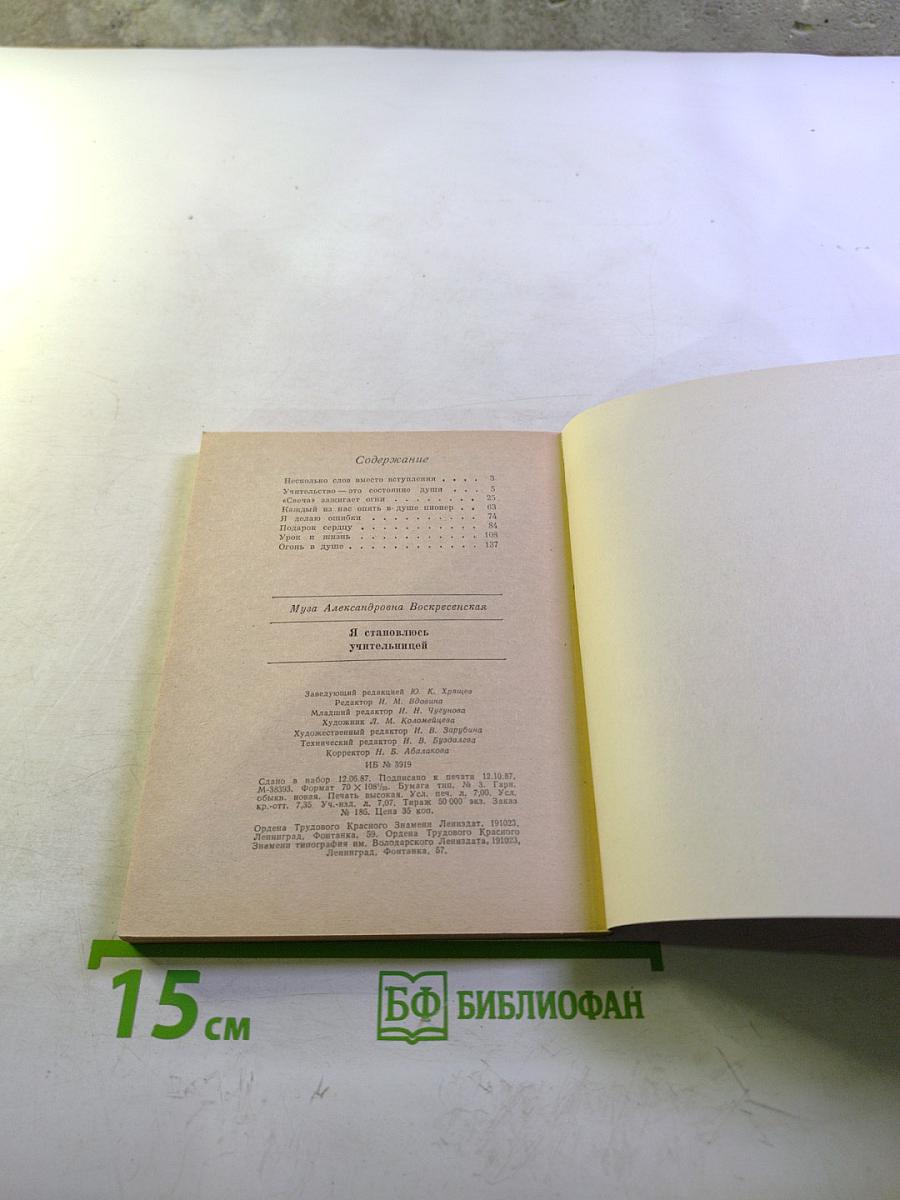 Содержание
Несколько слов вместо вступления . . . . 3
Учительство — это состояние души . . . 5
«Свеча» зажигает огни . . . . . . . . 25
Каждый из нас опять в душе пионер . . 63
Я делаю ошибки . . . . . . . . . . 74
Подарок сердцу . . . . . . . . . . . 84
Урок и жизнь . . . . . . . . . . . 108
Огонь в душе . . . . . . . . . . . . 137
Муза Александровна Воскресенская
Я становлюсь
учительницей
Заведующий редакцией Ю. К. Хрящев
Редактор И. М. Вдовина
Младший редактор И. Н. Чугунова
Художник Л. М. Коломейцева
Художественный редактор И. В. Зарубина
Технический редактор И. В. Буздалева
Корректор Н. Б. Абалакова
ИБ № 3919
Сдано в набор 12.06.87. Подписано к печати 12.10.87.
М-38393. Формат 70 × 108¹/₃₂. Бумага тип. № 3. Гарн.
обыкн. новая. Печать высокая. Усл. печ. л. 7,00. Усл.
кр.-отт. 7,35. Уч.-изд. л. 7,07. Тираж 50 000 экз. Заказ
№ 186. Цена 35 коп.
Ордена Трудового Красного Знамени Лениздат, 191023,
Ленинград, Фонтанка, 59. Ордена Трудового Красного
Знамени типография им. Володарского Лениздата, 191023,
Ленинград, Фонтанка, 57.
15 см
БФ БИБЛИОФАН